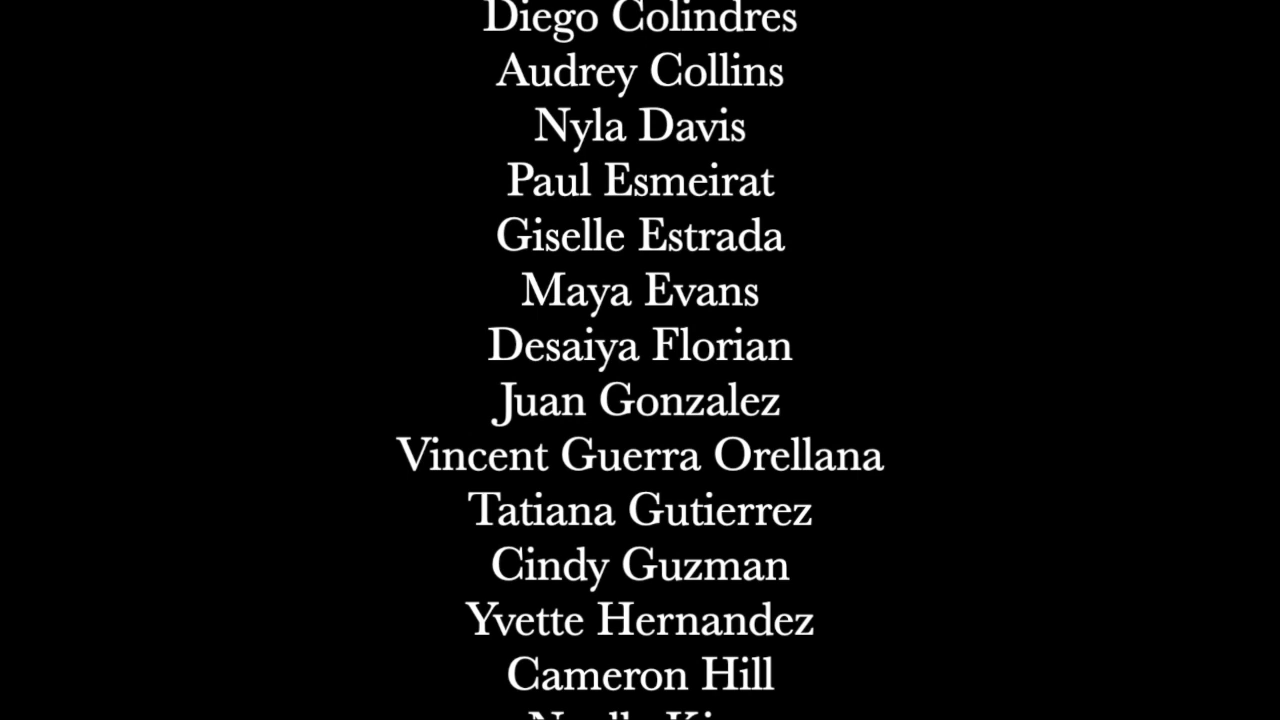 Diego Colindres
Audrey Collins
Nyla Davis
Paul Esmeirat
Giselle Estrada
Maya Evans
Desaiya Florian
Juan Gonzalez
Vincent Guerra Orellana
Tatiana Gutierrez
Cindy Guzman
Yvette Hernandez
Cameron Hill